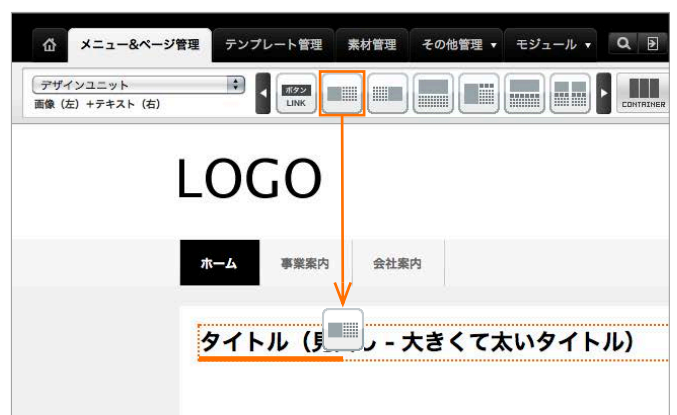 メニュー&ページ管理 テンプレート管理 素材管理 その他管理 ▼ モジュール ▼
デザインユニット
画像（左）+テキスト（右）
ボタン
LINK
CONTAINER
LOGO
ホーム 事業案内 会社案内
タイトル（見 し - 大きくて太いタイトル）